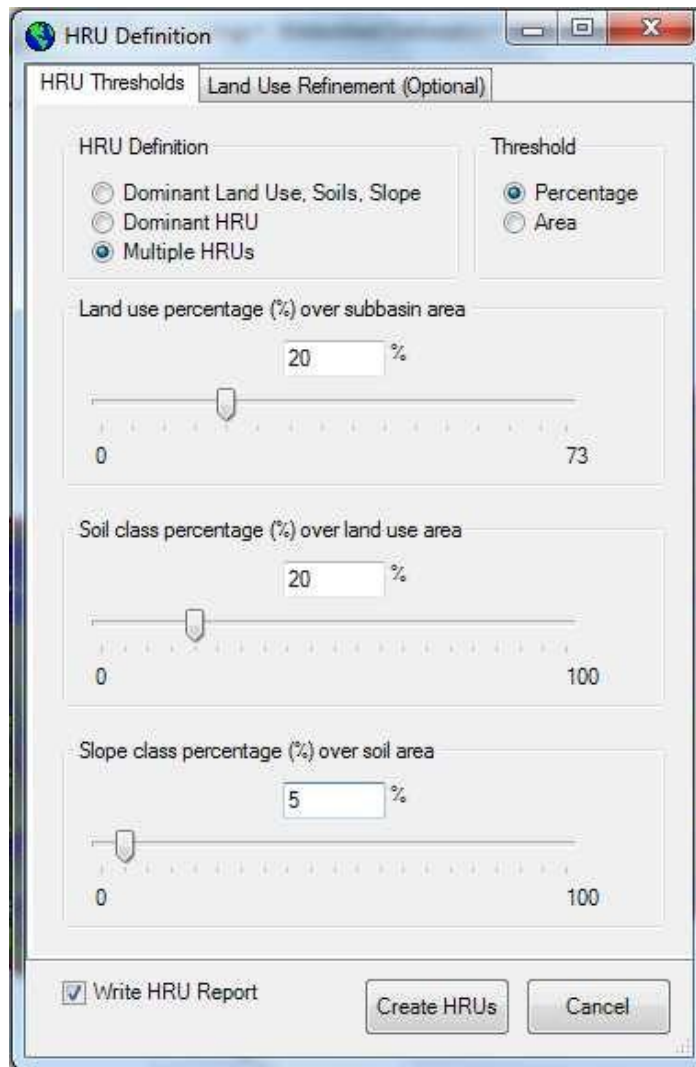 HRU Definition
HRU Thresholds
Land Use Refinement (Optional)
HRU Definition
Dominant Land Use, Soils, Slope
Dominant HRU
Multiple HRUs
Threshold
Percentage
Area
Land use percentage (%) over subbasin area
20 %
0 73
Soil class percentage (%) over land use area
20 %
0 100
Slope class percentage (%) over soil area
5 %
0 100
Write HRU Report
Create HRUs
Cancel